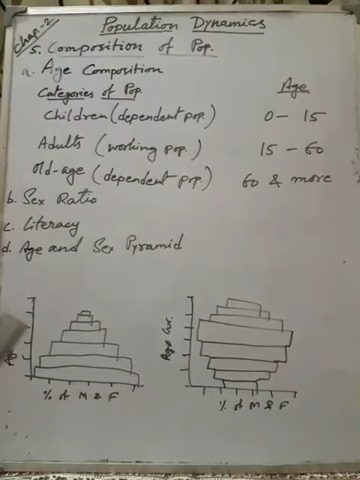 Population Dynamics
Chap-2
5. Composition of Pop.
a. Age Composition
Categories of Pop. Age
Children (dependent pop.) 0 - 15
Adults (working pop.) 15 - 60
Old-age (dependent pop.) 60 & more
b. Sex Ratio
c. Literacy
d. Age and Sex Pyramid
% of M & F
Age
% of M & F